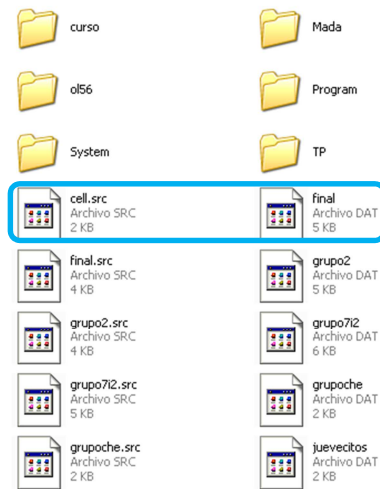 curso
Mada
ol56
Program
System
TP
cell.src
Archivo SRC
2 KB
final
Archivo DAT
5 KB
final.src
Archivo SRC
4 KB
grupo2
Archivo DAT
5 KB
grupo2.src
Archivo SRC
4 KB
grupo7i2
Archivo DAT
6 KB
grupo7i2.src
Archivo SRC
5 KB
grupoche
Archivo DAT
2 KB
grupoche.src
Archivo SRC
2 KB
juevecitos
Archivo DAT
2 KB